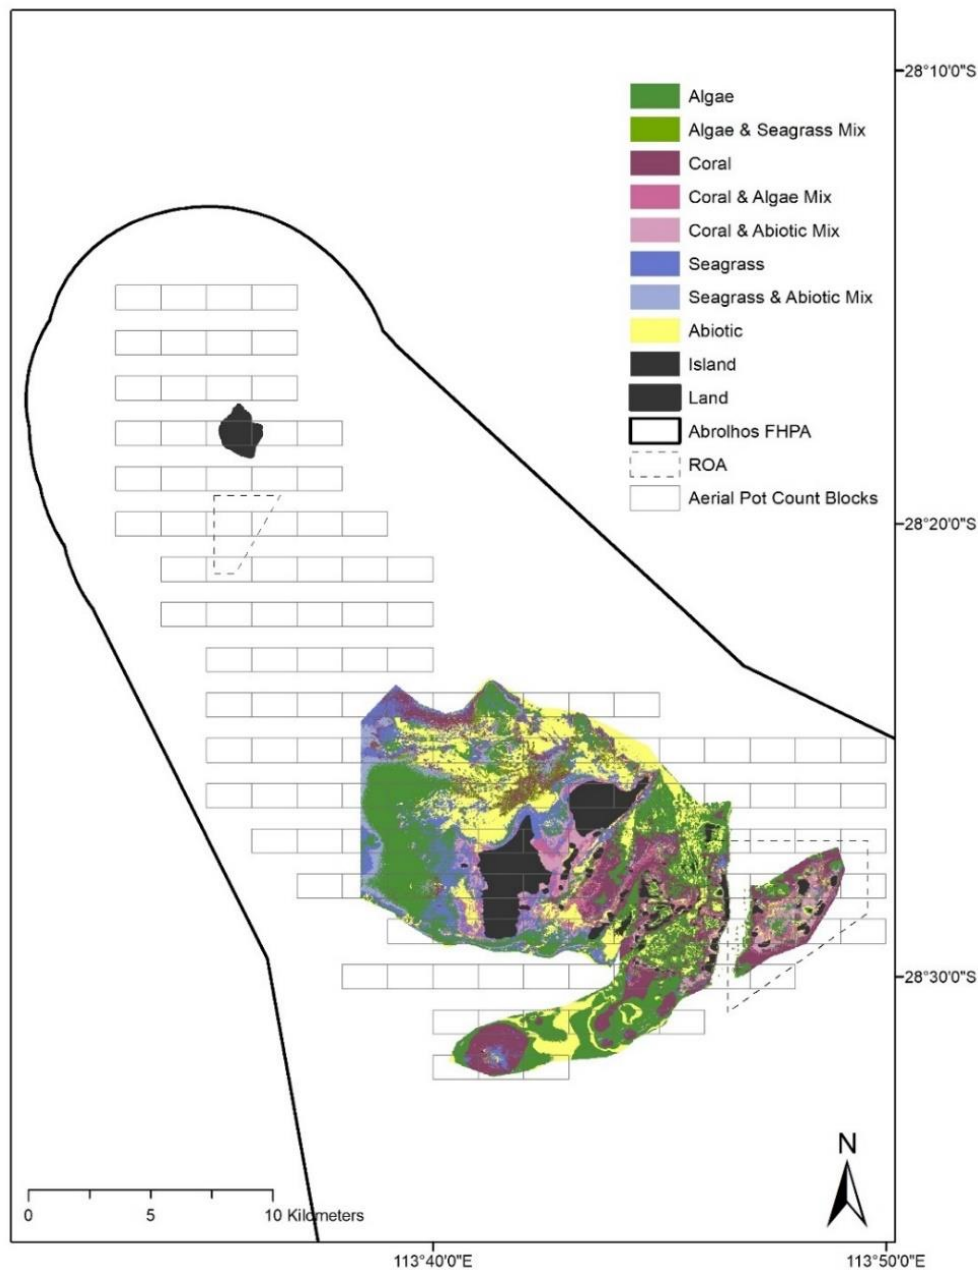 28°10'0"S
Algae
Algae & Seagrass Mix
Coral
Coral & Algae Mix
Coral & Abiotic Mix
Seagrass
Seagrass & Abiotic Mix
Abiotic
Island
Land
Abrolhos FHPA
ROA
Aerial Pot Count Blocks
28°20'0"S
28°30'0"S
N
0 5 10 Kilometers
113°40'0"E 113°50'0"E